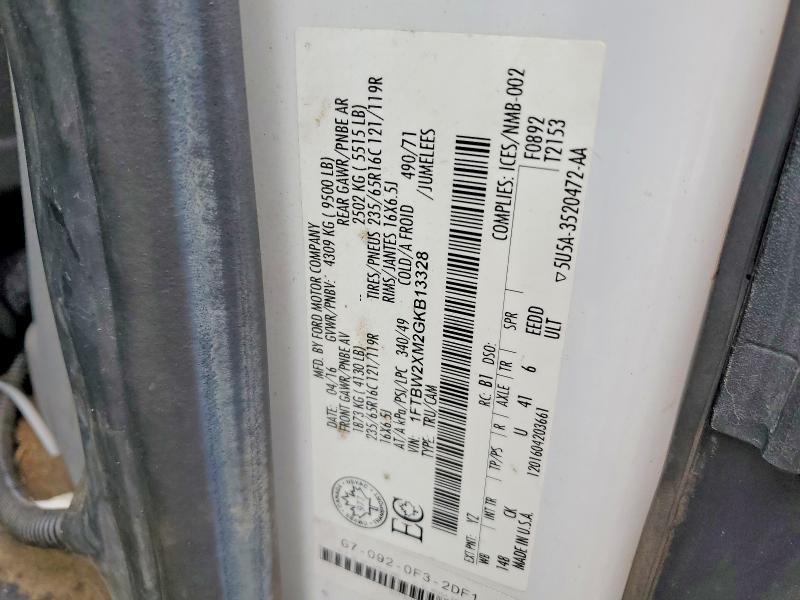 MFD. BY FORD MOTOR COMPANY
DATE: 04/16 GVWR/PNBV: 4309 KG ( 9500 LB)
FRONT GAWR/PNBE AV REAR GAWR/PNBE AR
1873 KG ( 4130 LB) 2502 KG ( 5515 LB)
235/65R16C 121/119R TIRES/PNEUS 235/65R16C 121/119R
16X6.5J RIMS/JANTES 16X6.5J
AT/A kPa/PSI/LPC 340/49 COLD/A FROID 490/71
VIN: 1FTBW2XM2GKB13328 /JUMELEES
TYPE: TRU/CAM
EC
COMPLIES: ICES/NMB-002
EXT PNT: YZ RC: B1 DSO: F0892
WB INT TR TP/PS R AXLE TR SPR T2153
148 CK U 41 6 EEDD
ULT
MADE IN U.S.A. 1201604203661 5U5A-3520472-AA
G7-092-0F3-2DF1